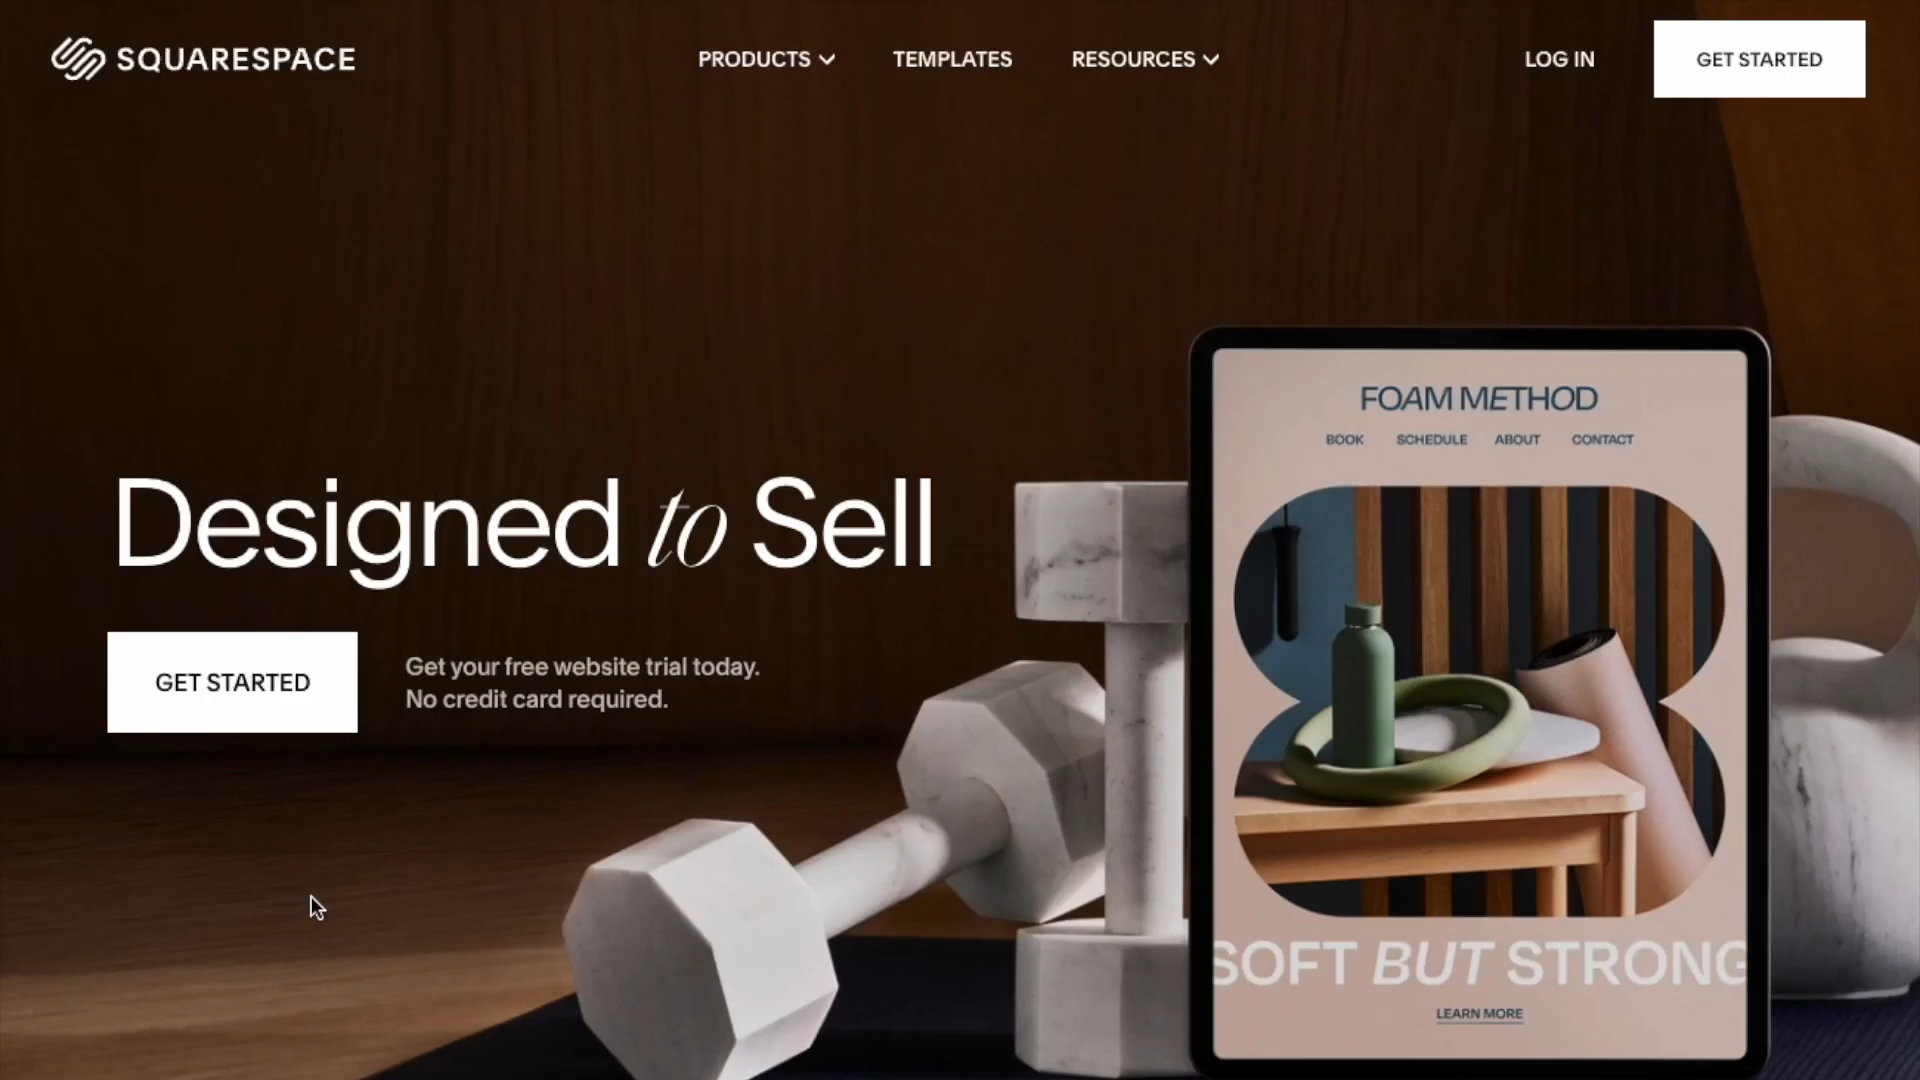 SQUARESPACE
PRODUCTS
TEMPLATES
RESOURCES
LOG IN
GET STARTED
Designed to Sell
GET STARTED
Get your free website trial today.
No credit card required.
FOAM METHOD
BOOK
SCHEDULE
ABOUT
CONTACT
SOFT BUT STRONG
LEARN MORE